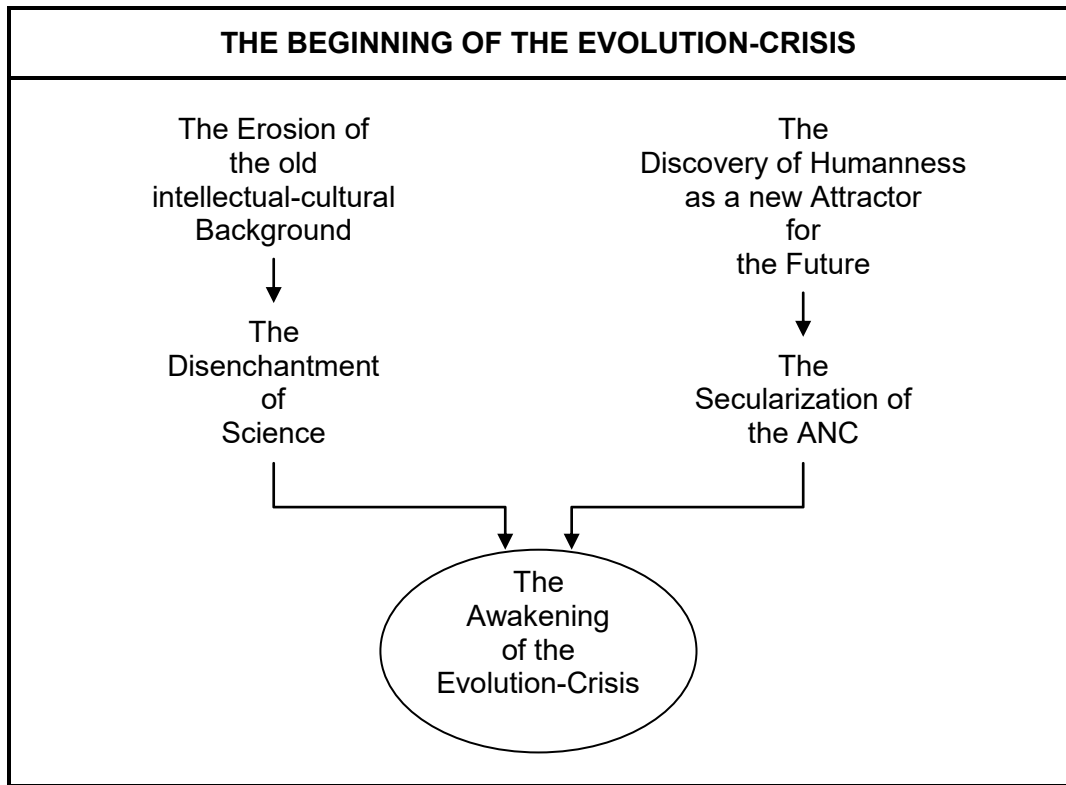 THE BEGINNING OF THE EVOLUTION-CRISIS
The Erosion of
the old
intellectual-cultural
Background
The
Disenchantment
of
Science
The
Discovery of Humanness
as a new Attractor
for
the Future
The
Secularization of
the ANC
The
Awakening
of the
Evolution-Crisis